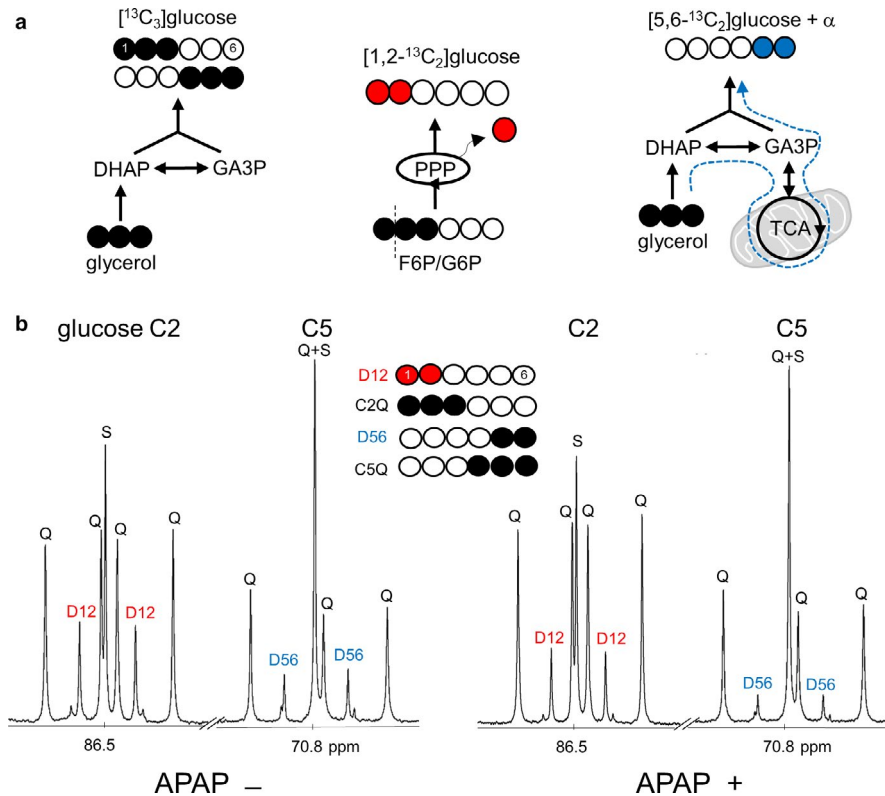 a
[¹³C₃]glucose
1 6
[1,2-¹³C₂]glucose
[5,6-¹³C₂]glucose + α
DHAP GA3P
glycerol
PPP
F6P/G6P
DHAP GA3P
TCA
glycerol
b
glucose C2 C5
Q+S
S
Q Q Q Q
D12 D12
Q Q Q
D56 D56
86.5 70.8 ppm
APAP –
D12 1 6
C2Q
D56
C5Q
C2 C5
Q+S
S
Q Q Q Q
D12 D12
Q Q Q
D56 D56
86.5 70.8 ppm
APAP +